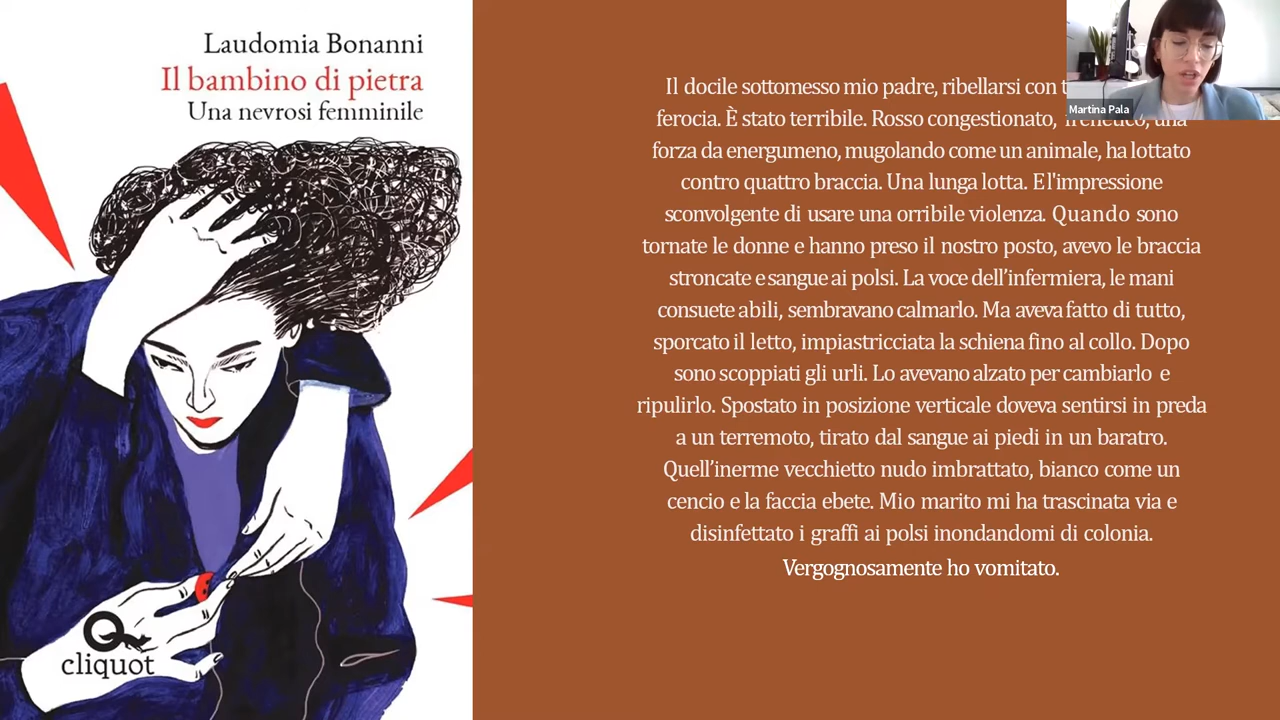 Laudomia Bonanni
Il bambino di pietra
Una nevrosi femminile
cliquot
Martina Pala
Il docile sottomesso mio padre, ribellarsi con
ferocia. È stato terribile. Rosso congestionato, frenetico, una
forza da energumeno, mugolando come un animale, ha lottato
contro quattro braccia. Una lunga lotta. E l'impressione
sconvolgente di usare una orribile violenza. Quando sono
tornate le donne e hanno preso il nostro posto, avevo le braccia
stroncate e sangue ai polsi. La voce dell’infermiera, le mani
consuete abili, sembravano calmarlo. Ma aveva fatto di tutto,
sporcato il letto, impiastricciata la schiena fino al collo. Dopo
sono scoppiati gli urli. Lo avevano alzato per cambiarlo e
ripulirlo. Spostato in posizione verticale doveva sentirsi in preda
a un terremoto, tirato dal sangue ai piedi in un baratro.
Quell’inerme vecchietto nudo imbrattato, bianco come un
cencio e la faccia ebete. Mio marito mi ha trascinata via e
disinfettato i graffi ai polsi inondandomi di colonia.
Vergognosamente ho vomitato.